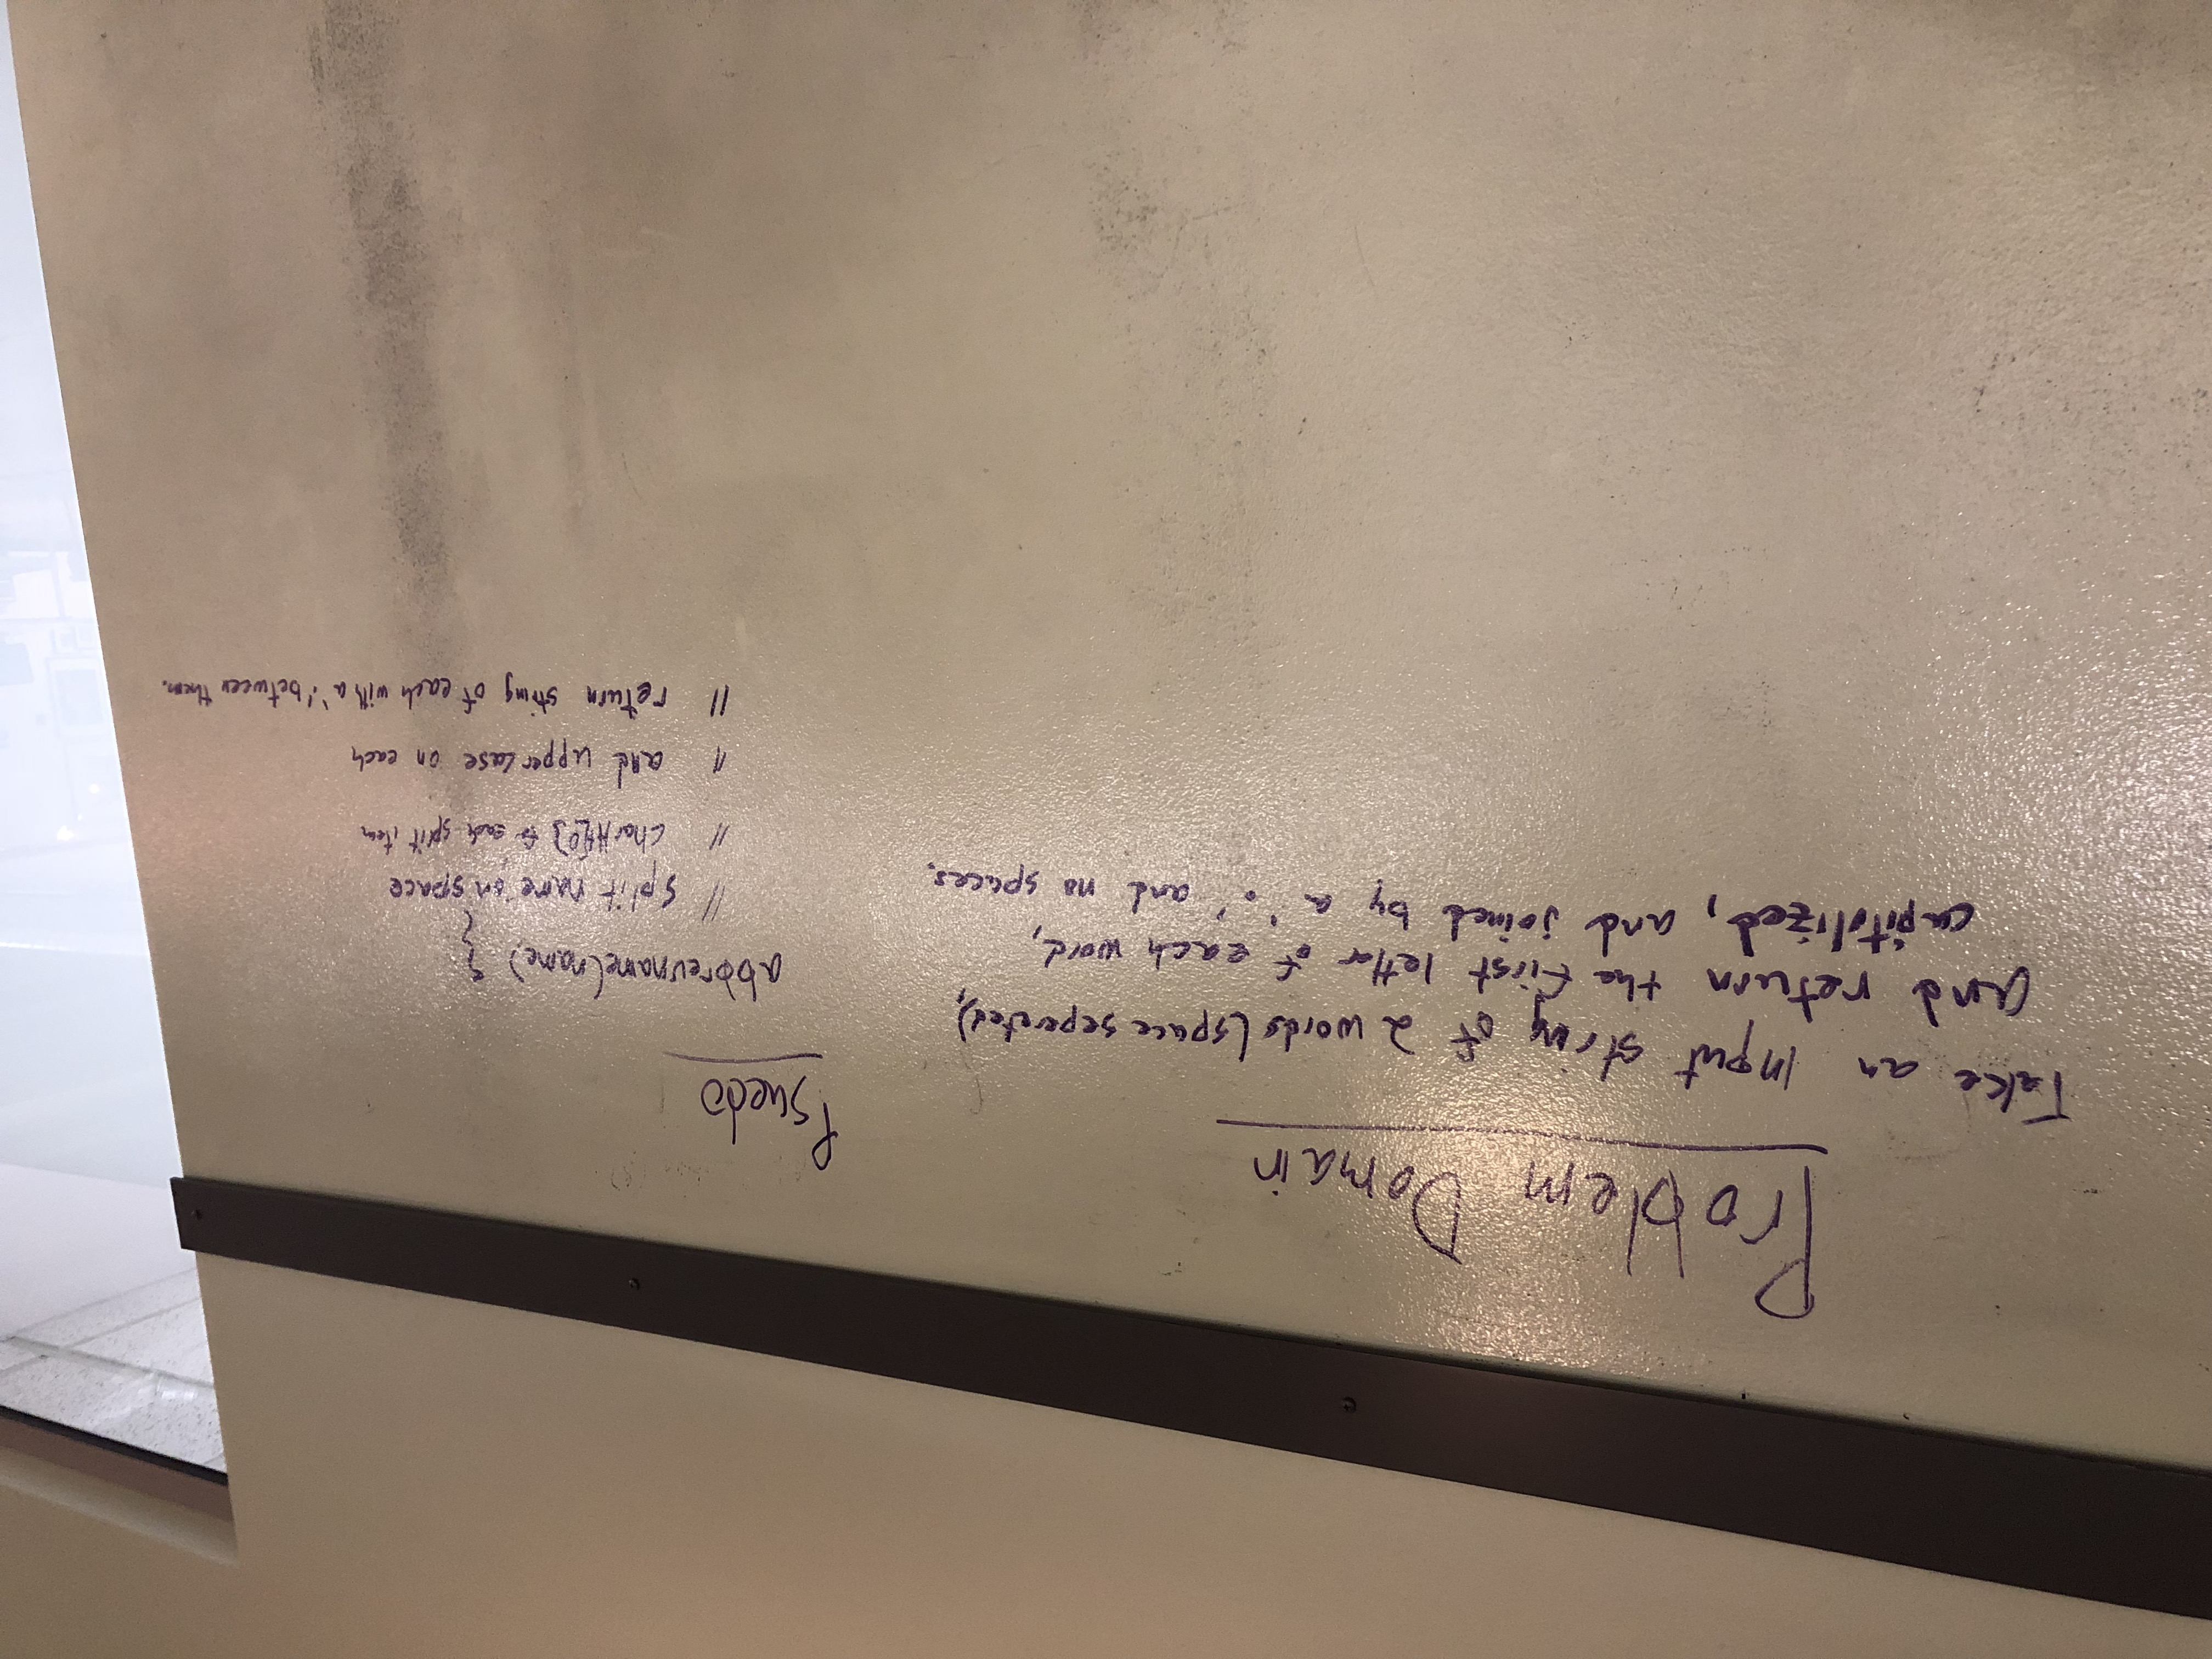 Problem Domain
Take an Input string of 2 words (space seperated),
and return the first letter of each word,
capitolized, and joined by a '.' and no spaces.
Psuedo
abbrevname(name) {
}
// split name on space
// charAt[0] for each split item
// and upper case on each
// return string of each with a '.' between them.